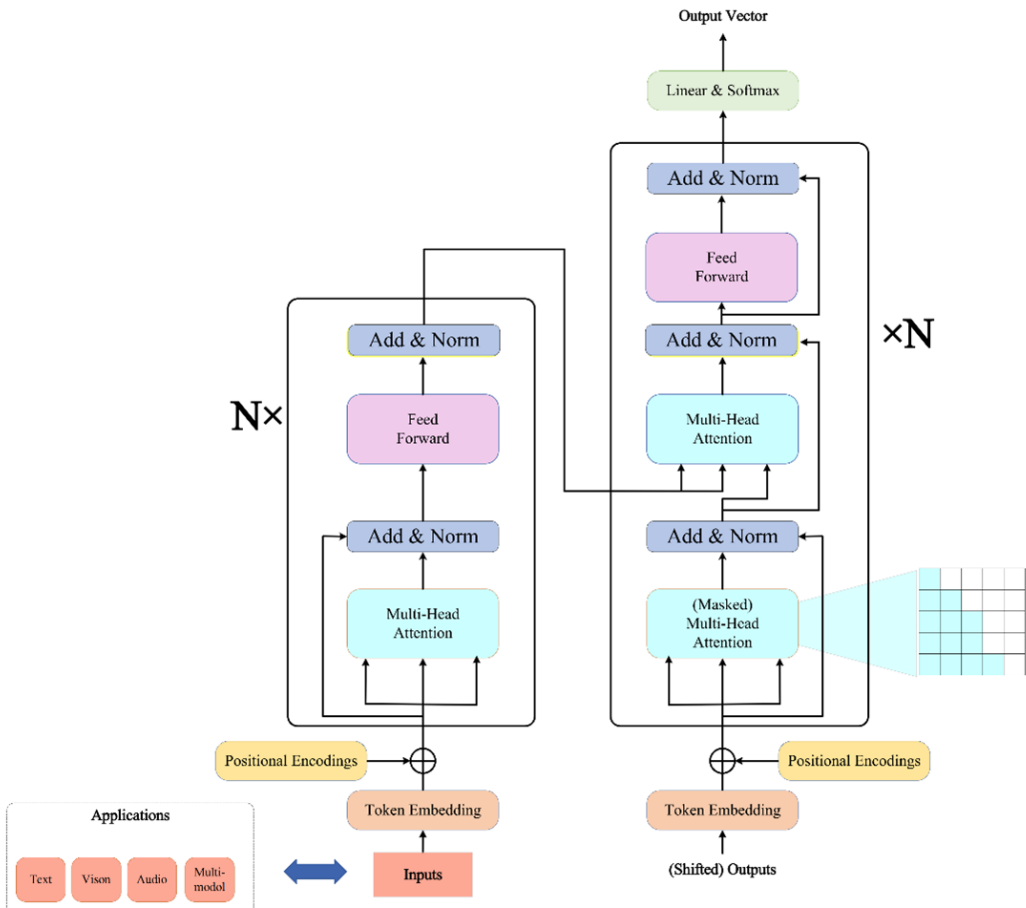 Output Vector
Linear & Softmax
Add & Norm
Feed
Forward
Add & Norm
×N
Multi-Head
Attention
Add & Norm
(Masked)
Multi-Head
Attention
Positional Encodings
Token Embedding
(Shifted) Outputs
Add & Norm
Feed
Forward
N×
Add & Norm
Multi-Head
Attention
Positional Encodings
Token Embedding
Inputs
Applications
Text
Vison
Audio
Multi-
modol